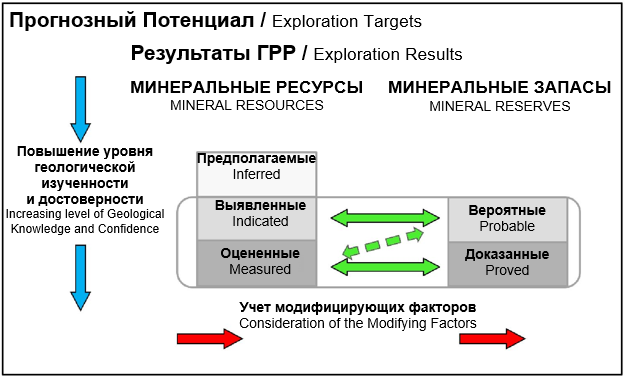 Прогнозный Потенциал / Exploration Targets
Результаты ГРР / Exploration Results
МИНЕРАЛЬНЫЕ РЕСУРСЫ
MINERAL RESOURCES
МИНЕРАЛЬНЫЕ ЗАПАСЫ
MINERAL RESERVES
Повышение уровня
геологической
изученности
и достоверности
Increasing level of Geological
Knowledge and Confidence
Предполагаемые
Inferred
Выявленные
Indicated
Оцененные
Measured
Вероятные
Probable
Доказанные
Proved
Учет модифицирующих факторов
Consideration of the Modifying Factors